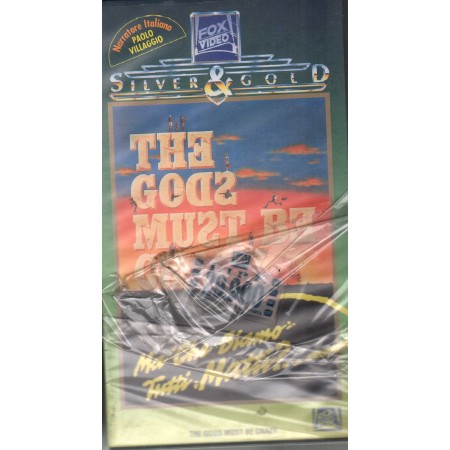 Narratore Italiano
PAOLO
VILLAGGIO
FOX
VIDEO
SILVER & GOLD
THE
GODS
MUST BE
Ma Che Siamo
Tutti Matti?
THE GODS MUST BE CRAZY